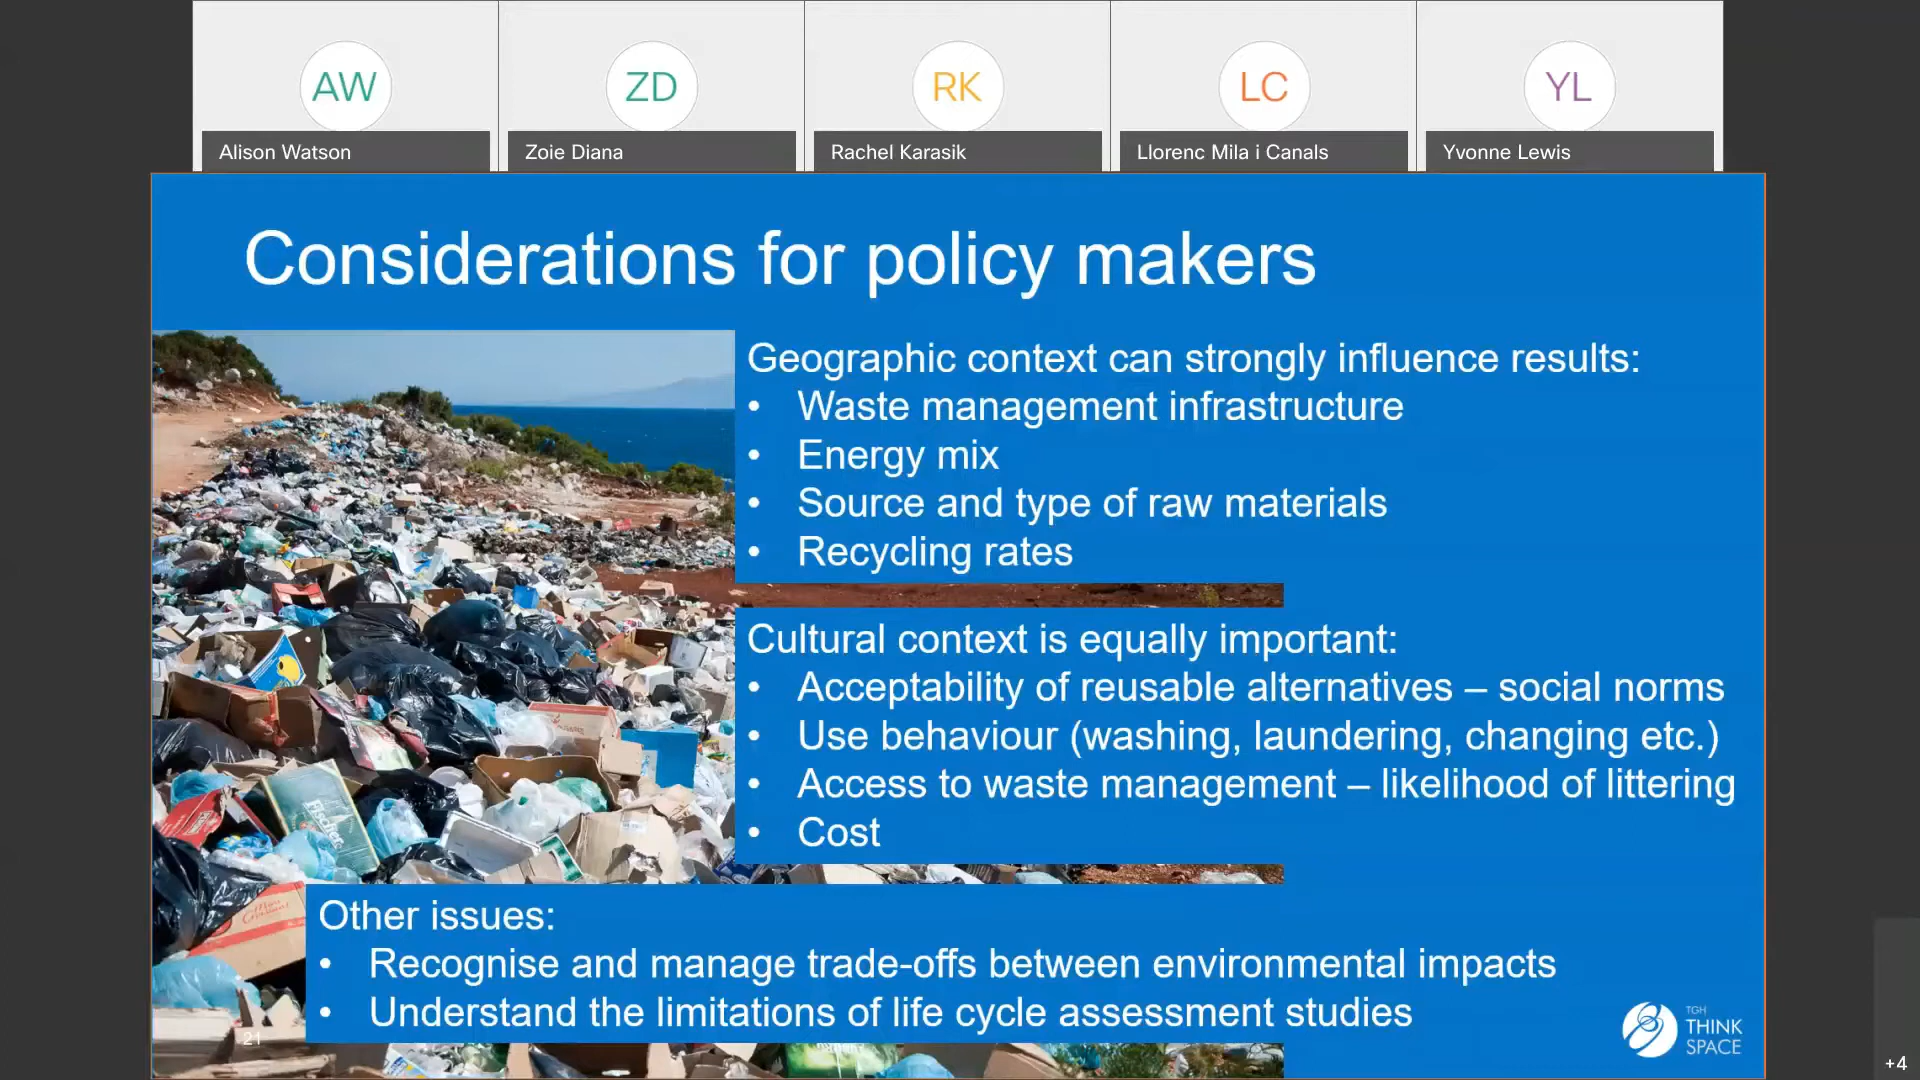 AW
ZD
RK
LC
YL
Alison Watson
Zoie Diana
Rachel Karasik
Llorenc Mila i Canals
Yvonne Lewis
Considerations for policy makers
Geographic context can strongly influence results:
• Waste management infrastructure
• Energy mix
• Source and type of raw materials
• Recycling rates
Cultural context is equally important:
• Acceptability of reusable alternatives – social norms
• Use behaviour (washing, laundering, changing etc.)
• Access to waste management – likelihood of littering
• Cost
Fischer
Other issues:
• Recognise and manage trade-offs between environmental impacts
• Understand the limitations of life cycle assessment studies
21
TGH
THINK
SPACE
+4